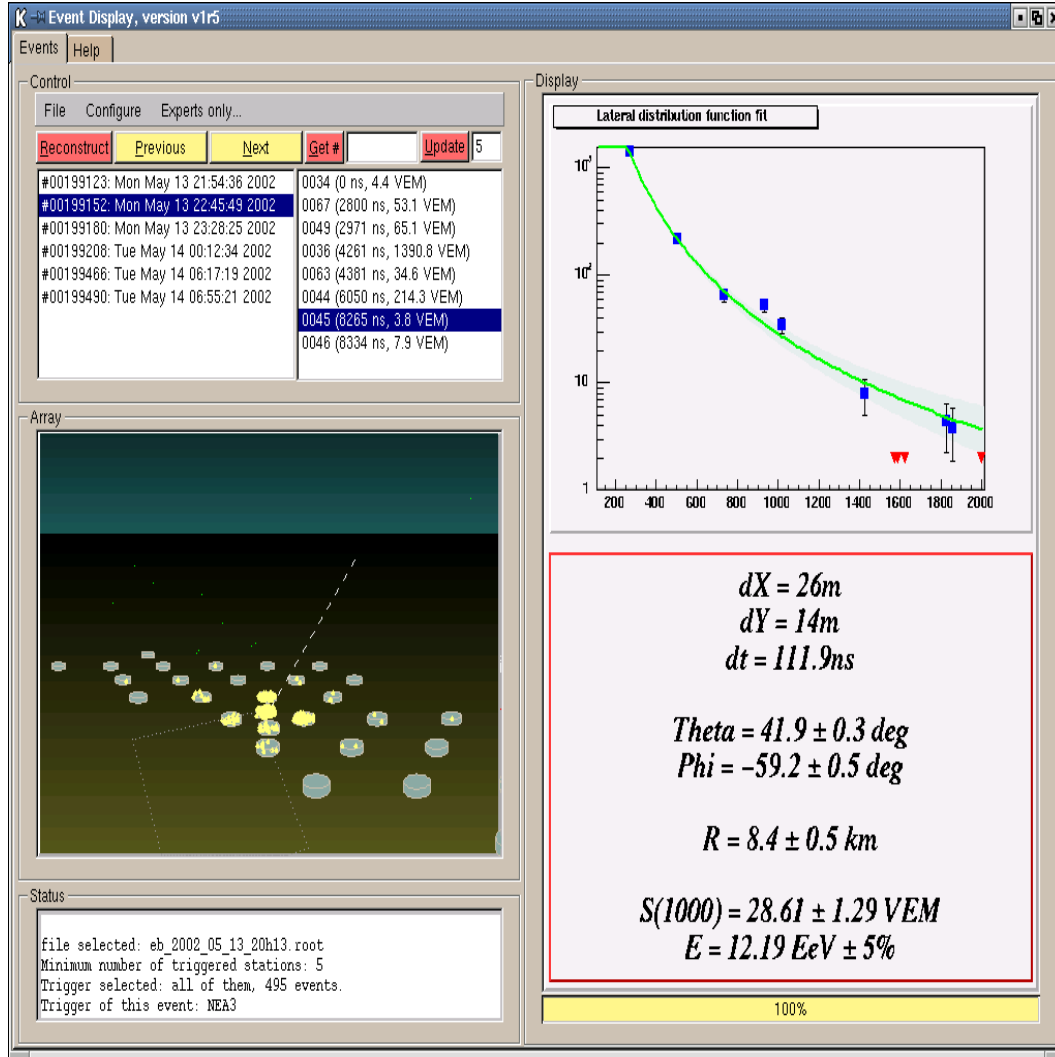 Event Display, version v1r5
Events Help
Control
File Configure Experts only...
Reconstruct Previous Next Get # Update 5
#00199123: Mon May 13 21:54:36 2002
#00199152: Mon May 13 22:45:49 2002
#00199180: Mon May 13 23:28:25 2002
#00199208: Tue May 14 00:12:34 2002
#00199466: Tue May 14 06:17:19 2002
#00199490: Tue May 14 06:55:21 2002
0034 (0 ns, 4.4 VEM)
0067 (2800 ns, 53.1 VEM)
0049 (2971 ns, 65.1 VEM)
0036 (4261 ns, 1390.8 VEM)
0063 (4381 ns, 34.6 VEM)
0044 (6050 ns, 214.3 VEM)
0045 (8265 ns, 3.8 VEM)
0046 (8334 ns, 7.9 VEM)
Array
Status
file selected: eb_2002_05_13_20h13.root
Minimum number of triggered stations: 5
Trigger selected: all of them, 495 events.
Trigger of this event: NEA3
Display
Lateral distribution function fit
10³
10²
10
1
200 400 600 800 1000 1200 1400 1600 1800 2000
dX = 26m
dY = 14m
dt = 111.9ns
Theta = 41.9 ± 0.3 deg
Phi = −59.2 ± 0.5 deg
R = 8.4 ± 0.5 km
S(1000) = 28.61 ± 1.29 VEM
E = 12.19 EeV ± 5%
100%